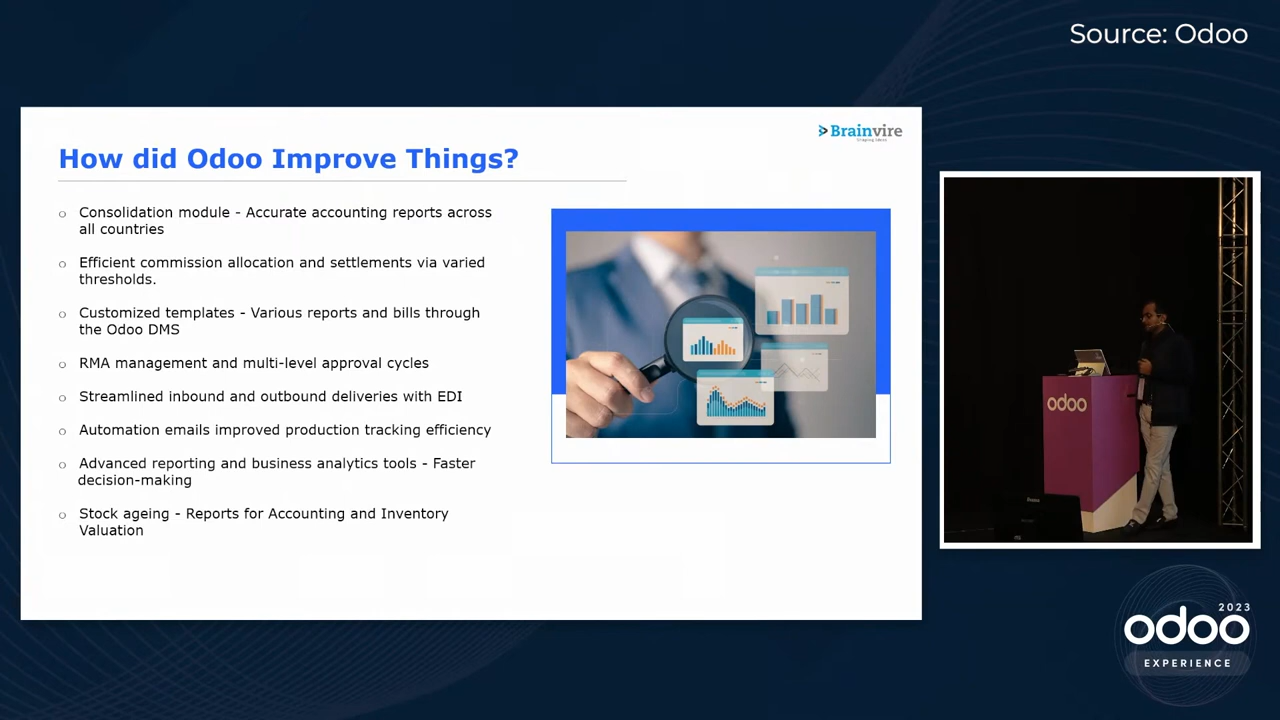 Source: Odoo
Brainvire
How did Odoo Improve Things?
Consolidation module - Accurate accounting reports across
all countries
Efficient commission allocation and settlements via varied
thresholds.
Customized templates - Various reports and bills through
the Odoo DMS
RMA management and multi-level approval cycles
Streamlined inbound and outbound deliveries with EDI
Automation emails improved production tracking efficiency
Advanced reporting and business analytics tools - Faster
decision-making
Stock ageing - Reports for Accounting and Inventory
Valuation
odoo
2023
odoo
EXPERIENCE